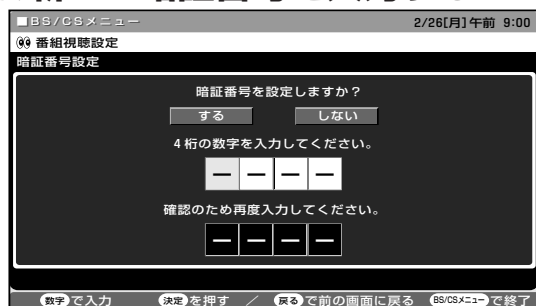 ■BS/CSメニュー 2/26[月]午前 9:00
番組視聴設定
暗証番号設定
暗証番号を設定しますか？
する しない
4桁の数字を入力してください。
− − − −
確認のため再度入力してください。
− − − −
数字で入力 決定を押す ／ 戻るで前の画面に戻る BS/CSメニューで終了